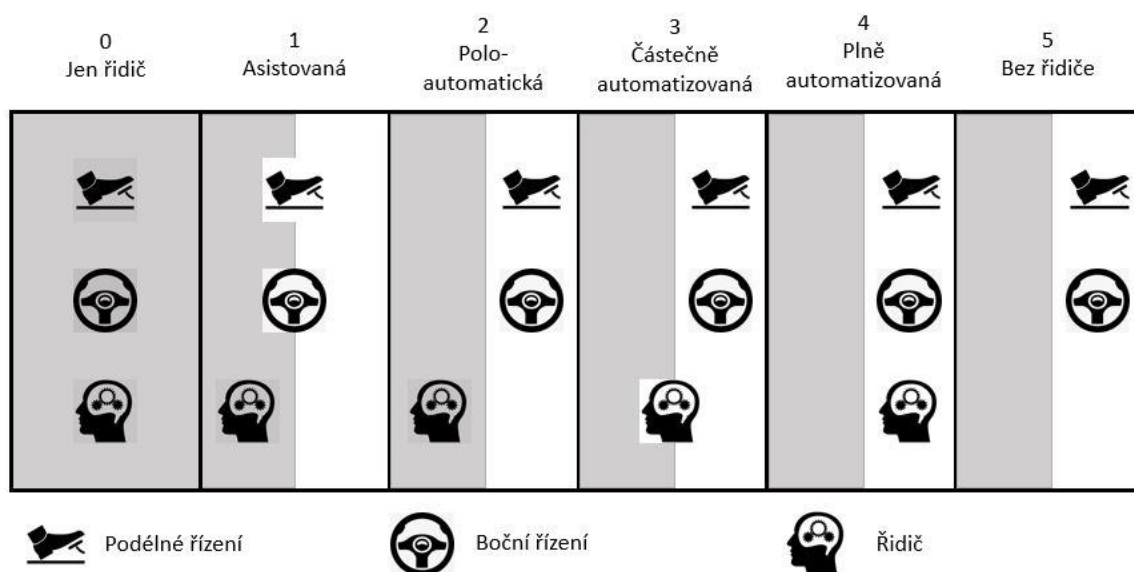 0
Jen řidič
1
Asistovaná
2
Polo-
automatická
3
Částečně
automatizovaná
4
Plně
automatizovaná
5
Bez řidiče
Podélné řízení
Boční řízení
Řidič